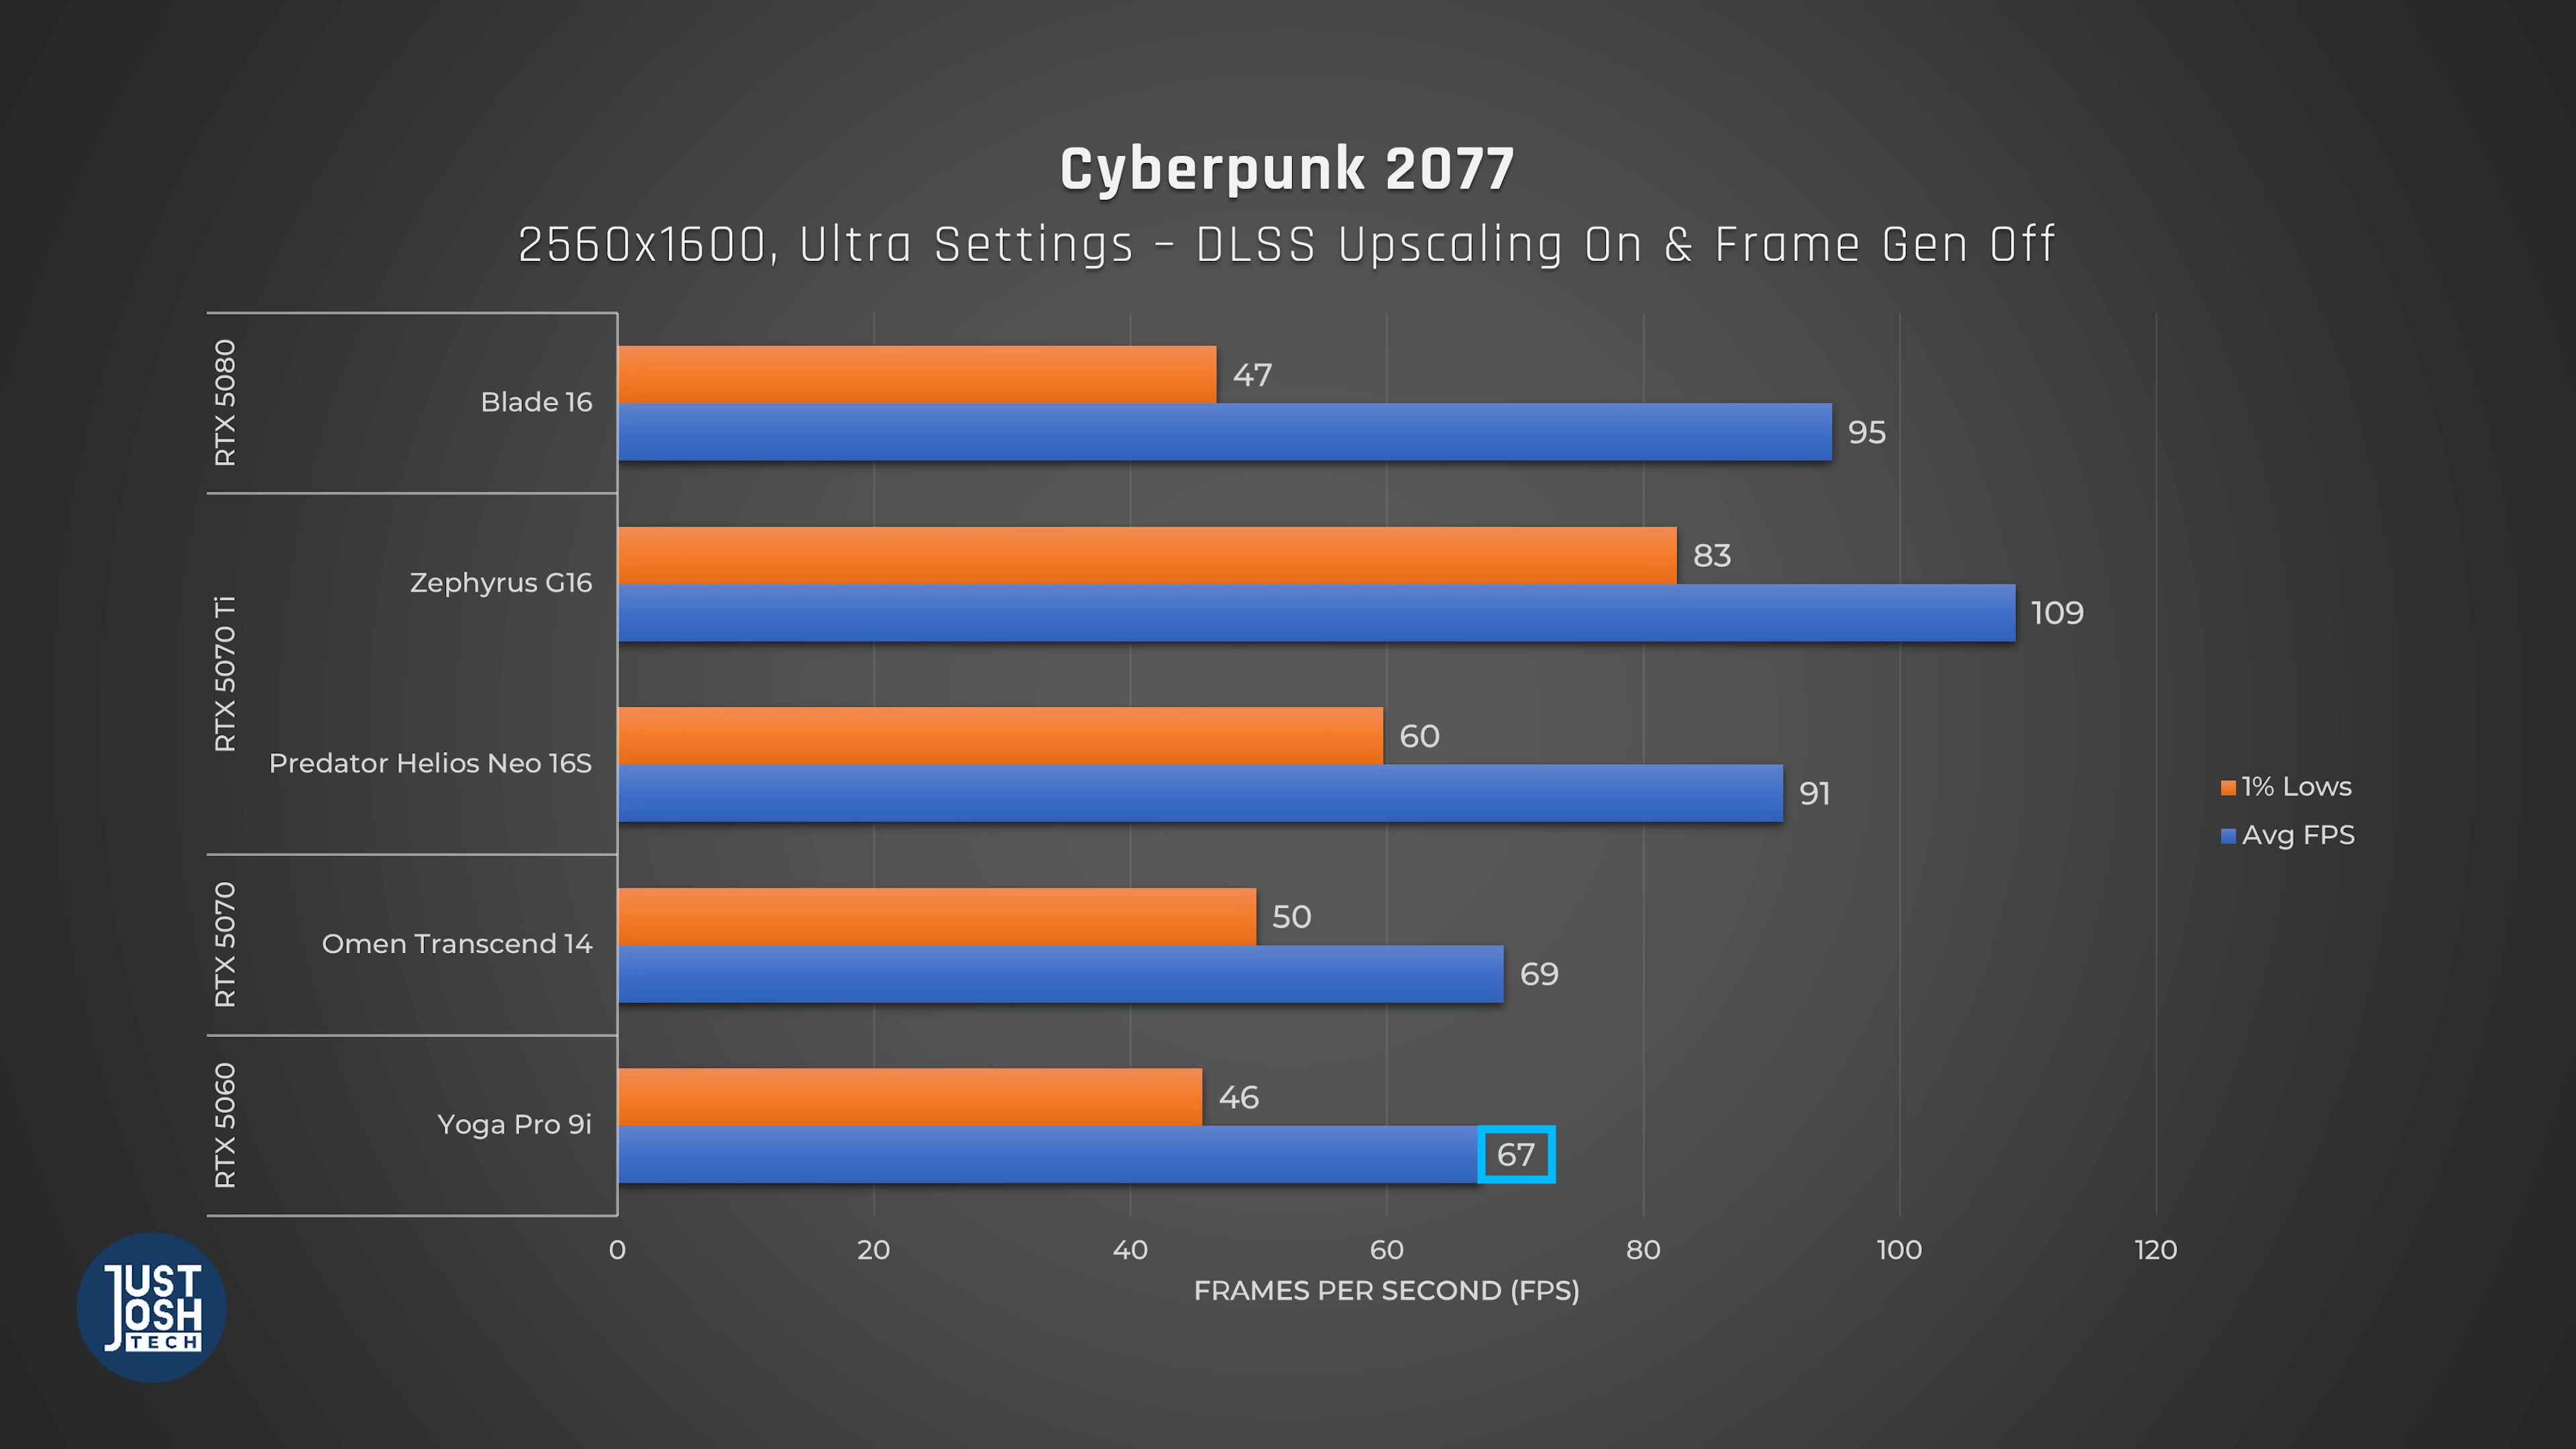 Cyberpunk 2077
2560x1600, Ultra Settings – DLSS Upscaling On & Frame Gen Off
RTX 5080
Blade 16
47
95
RTX 5070 Ti
Zephyrus G16
83
109
Predator Helios Neo 16S
60
91
RTX 5070
Omen Transcend 14
50
69
RTX 5060
Yoga Pro 9i
46
67
1% Lows
Avg FPS
0 20 40 60 80 100 120
FRAMES PER SECOND (FPS)
JUST
JOSH
TECH